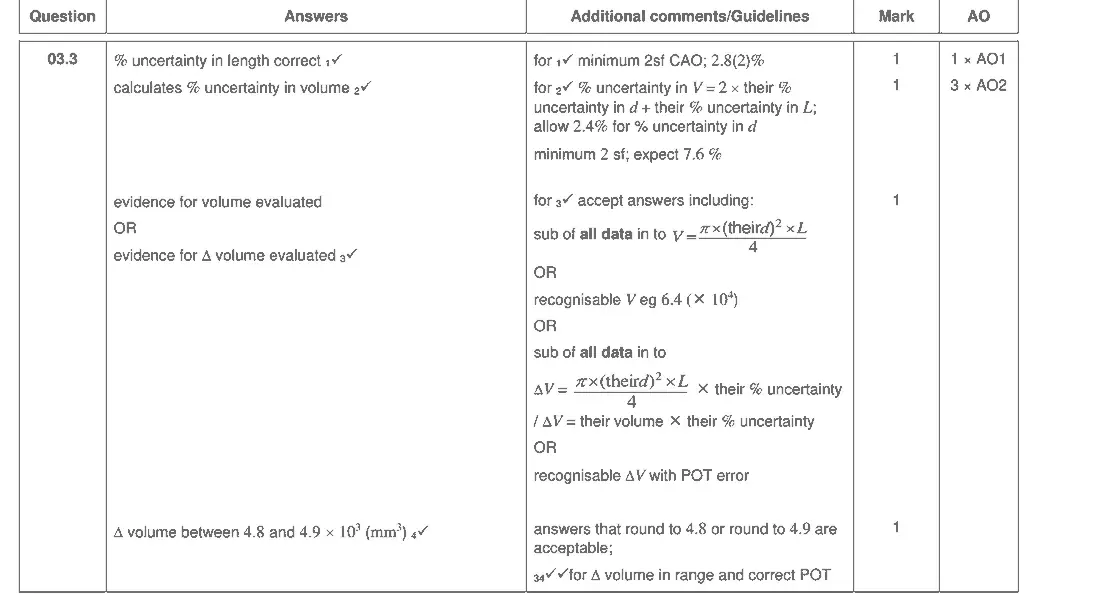 Question Answers Additional comments/Guidelines Mark AO
03.3 % uncertainty in length correct ₁✓ for ₁✓ minimum 2sf CAO; 2.8(2)% 1 1 × AO1
calculates % uncertainty in volume ₂✓ for ₂✓ % uncertainty in V = 2 × their % 1 3 × AO2
uncertainty in d + their % uncertainty in L;
allow 2.4% for % uncertainty in d
minimum 2 sf; expect 7.6 %
evidence for volume evaluated for ₃✓ accept answers including: 1
OR
sub of all data in to V = π×(their d)² × L / 4
evidence for Δ volume evaluated ₃✓
OR
recognisable V eg 6.4 (× 10⁴)
OR
sub of all data in to
ΔV = π×(their d)² × L / 4 × their % uncertainty
/ ΔV = their volume × their % uncertainty
OR
recognisable ΔV with POT error
Δ volume between 4.8 and 4.9 × 10³ (mm³) ₄✓ answers that round to 4.8 or round to 4.9 are 1
acceptable;
₃₄✓✓for Δ volume in range and correct POT